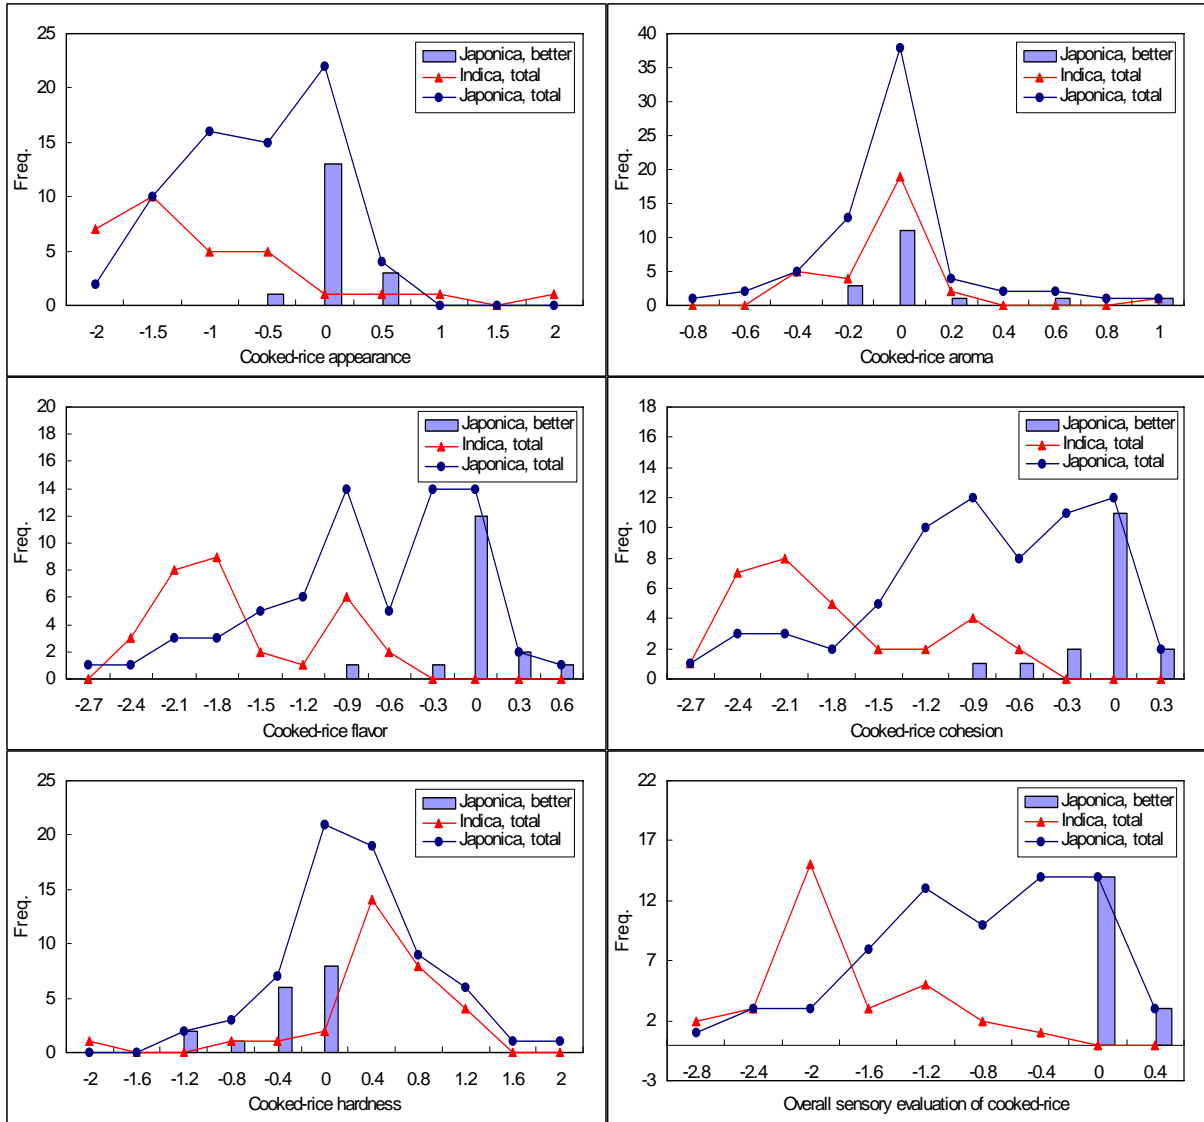 25
20
15
10
5
0
Freq.
Japonica, better
Indica, total
Japonica, total
-2 -1.5 -1 -0.5 0 0.5 1 1.5 2
Cooked-rice appearance
40
35
30
25
20
15
10
5
0
Freq.
Japonica, better
Indica, total
Japonica, total
-0.8 -0.6 -0.4 -0.2 0 0.2 0.4 0.6 0.8 1
Cooked-rice aroma
20
18
16
14
12
10
8
6
4
2
0
Freq.
Japonica, better
Indica, total
Japonica, total
-2.7 -2.4 -2.1 -1.8 -1.5 -1.2 -0.9 -0.6 -0.3 0 0.3 0.6
Cooked-rice flavor
18
16
14
12
10
8
6
4
2
0
Freq.
Japonica, better
Indica, total
Japonica, total
-2.7 -2.4 -2.1 -1.8 -1.5 -1.2 -0.9 -0.6 -0.3 0 0.3
Cooked-rice cohesion
25
20
15
10
5
0
Freq.
Japonica, better
Indica, total
Japonica, total
-2 -1.6 -1.2 -0.8 -0.4 0 0.4 0.8 1.2 1.6 2
Cooked-rice hardness
22
17
12
7
2
-3
Freq.
Japonica, better
Indica, total
Japonica, total
-2.8 -2.4 -2 -1.6 -1.2 -0.8 -0.4 0 0.4
Overall sensory evaluation of cooked-rice